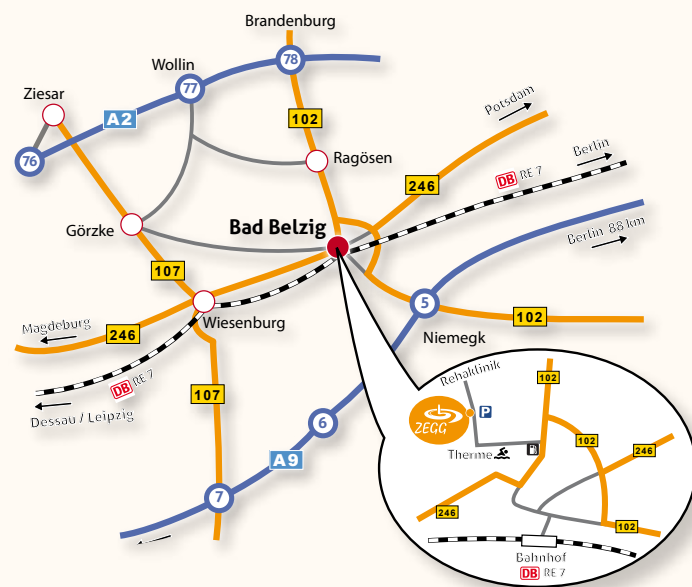 Brandenburg
Wollin
78
77
Ziesar
A2
102
Potsdam
76
Ragösen
246
DB RE 7
Berlin
Bad Belzig
Görzke
Berlin 88 km
107
5
102
Wiesenburg
Niemegk
Magdeburg
246
DB RE 7
107
Dessau / Leipzig
6
A9
7
Rehaklinik
102
P
ZEGG
102
Therme
246
246
102
Bahnhof
DB RE 7